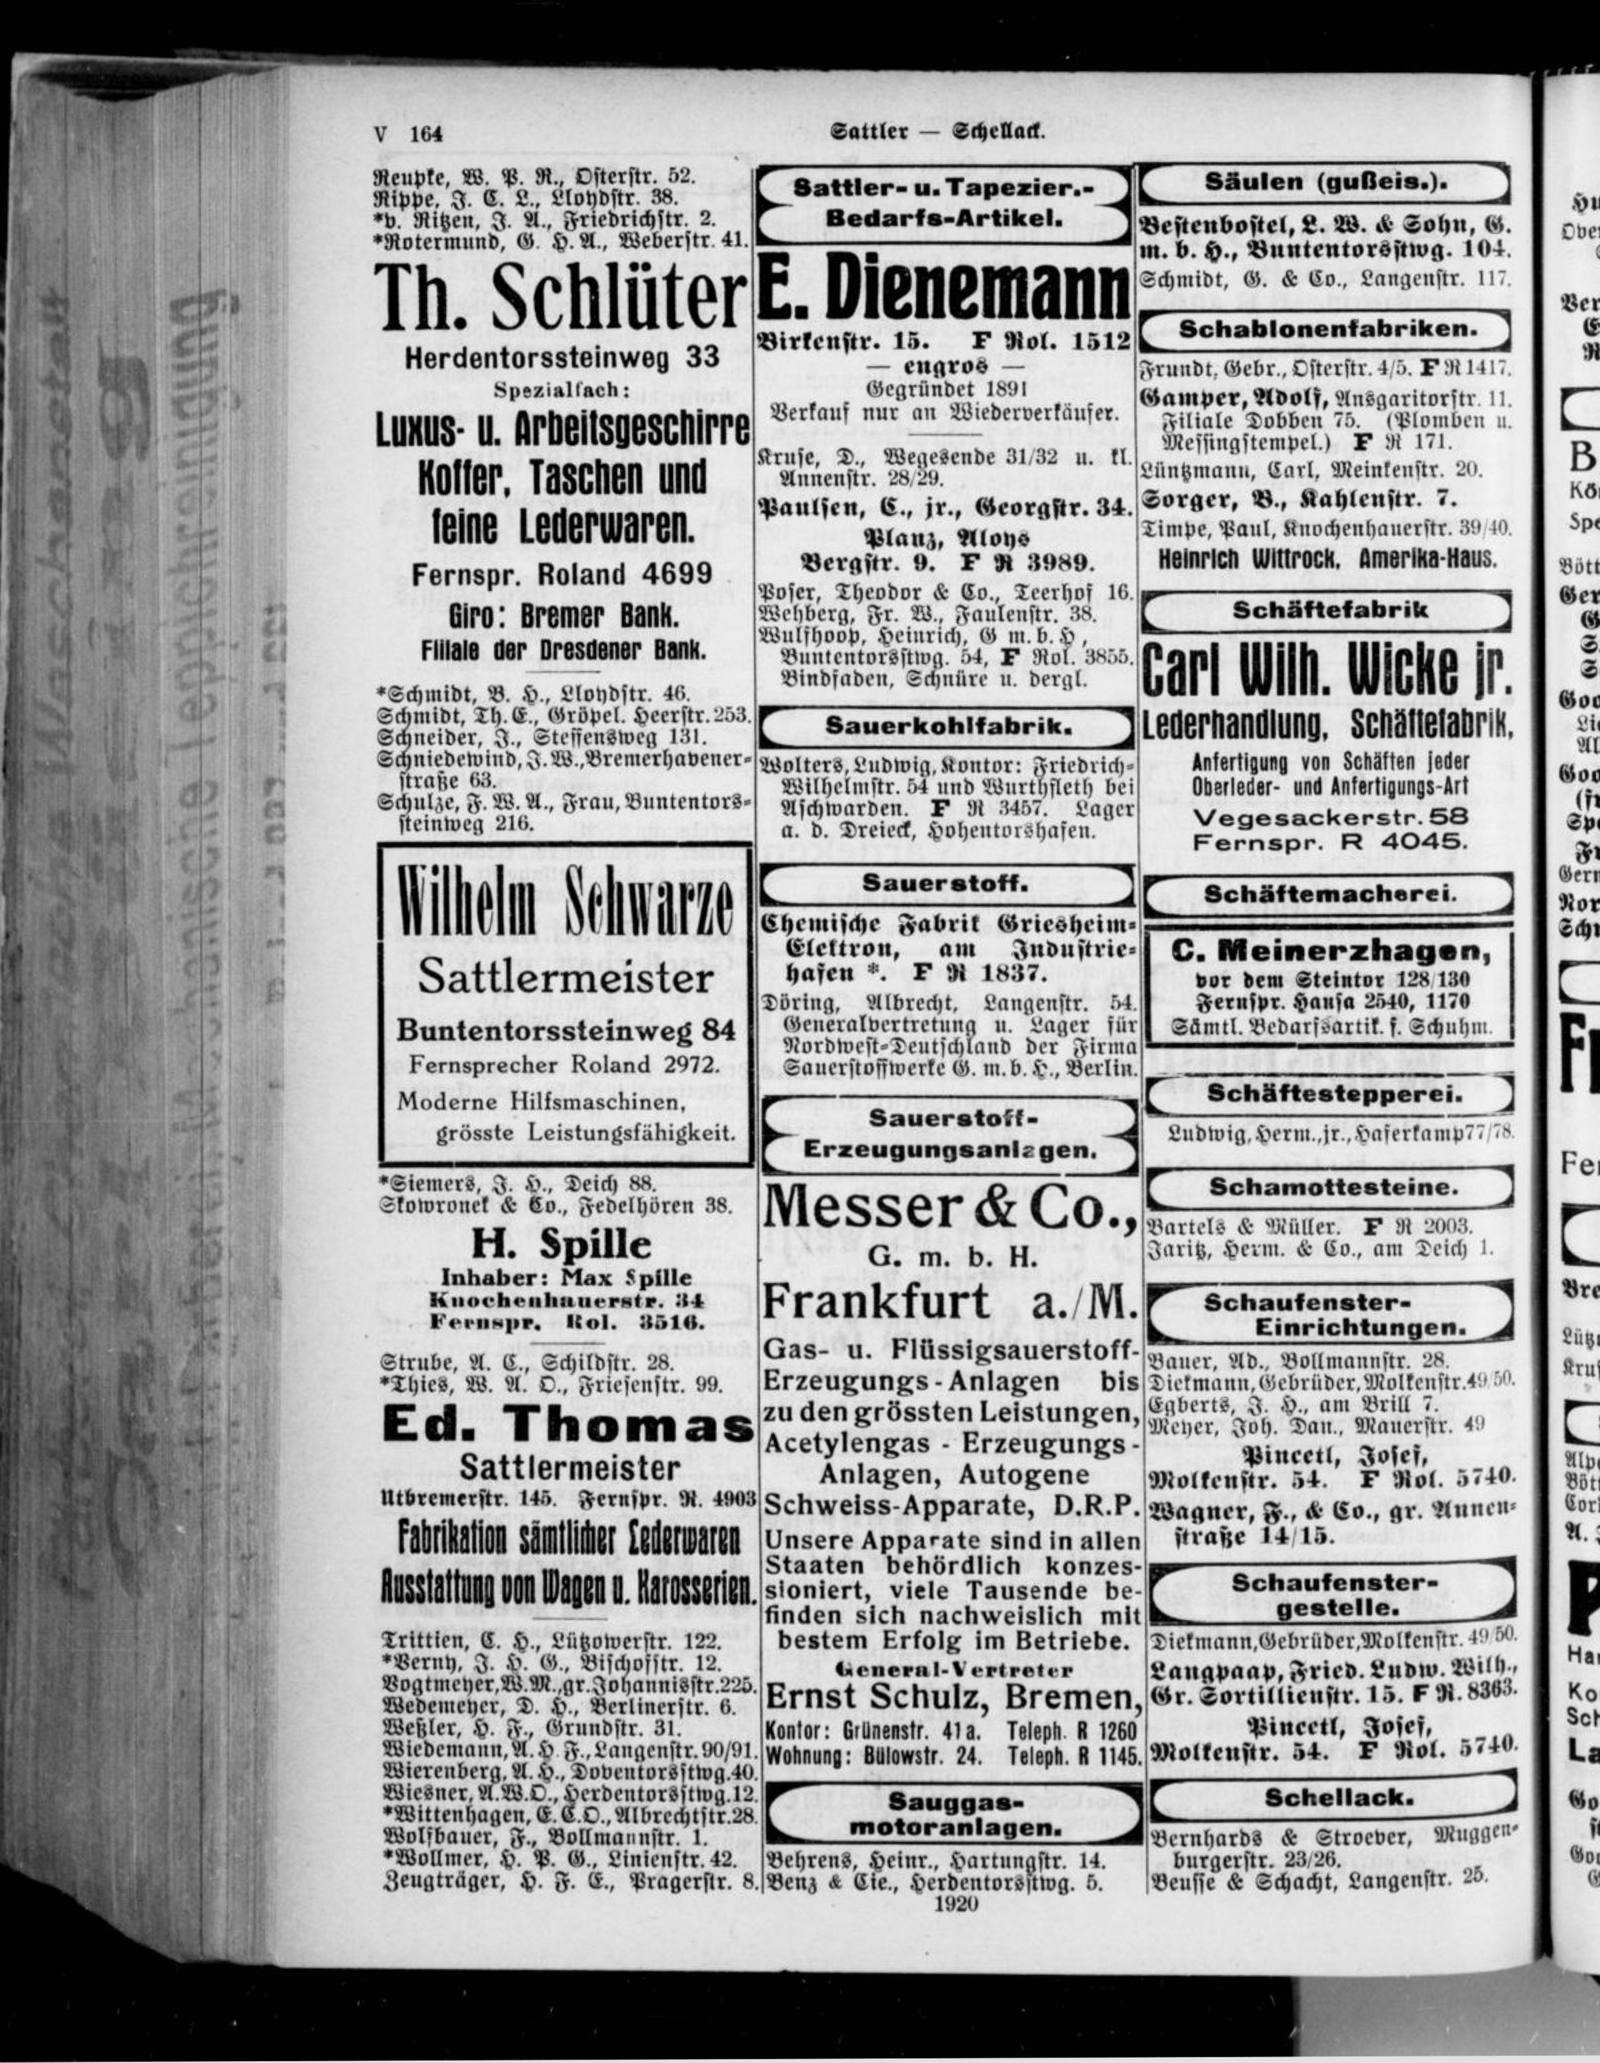 V 164
Sattler — Schellack.
Reupke, W. P. R., Osterstr. 52.
Rippe, J. C. L., Lloydstr. 38.
*v. Ritzen, J. A., Friedrichstr. 2.
*Rotermund, G. H. A., Weberstr. 41.
Th. Schlüter
Herdentorssteinweg 33
Spezialfach:
Luxus- u. Arbeitsgeschirre
Koffer, Taschen und
feine Lederwaren.
Fernspr. Roland 4699
Giro: Bremer Bank.
Filiale der Dresdener Bank.
*Schmidt, B. H., Lloydstr. 46.
Schmidt, Th. E., Gröpel. Heerstr. 253.
Schneider, J., Steffensweg 131.
Schniedewind, J. W., Bremerhavener-
straße 63.
Schulze, F. W. A., Frau, Buntentors-
steinweg 216.
Wilhelm Schwarze
Sattlermeister
Buntentorssteinweg 84
Fernsprecher Roland 2972.
Moderne Hilfsmaschinen,
grösste Leistungsfähigkeit.
*Siemers, J. H., Deich 88.
Skowronek & Co., Fedelhören 38.
H. Spille
Inhaber: Max Spille
Knochenhauerstr. 34
Fernspr. Rol. 3516.
Strube, A. C., Schildstr. 28.
*Thies, W. A. O., Friesenstr. 99.
Ed. Thomas
Sattlermeister
Utbremerstr. 145. Fernspr. R. 4903
Fabrikation sämtlicher Lederwaren
Ausstattung von Wagen u. Karosserien.
Trittien, C. H., Lützowerstr. 122.
*Verny, J. H. G., Bischofstr. 12.
Vogtmeyer, W. M., gr. Johannisstr. 225.
Wedemeyer, D. H., Berlinerstr. 6.
Weßler, H. F., Grundstr. 31.
Wiedemann, A. H. F., Langenstr. 90/91.
Wierenberg, A. H., Doventorsstwg. 40.
Wiesner, A. W. O., Herdentorsstwg. 12.
*Wittenhagen, E. C. O., Albrechtstr. 28.
Wolfbauer, F., Bollmannstr. 1.
*Wollmer, H. P. G., Linienstr. 42.
Zeugträger, H. F. E., Pragerstr. 8.
Sattler- u. Tapezier.-
Bedarfs-Artikel.
E. Dienemann
Birkenstr. 15. F Rol. 1512
— engros —
Gegründet 1891
Verkauf nur an Wiederverkäufer.
Kruse, D., Wegesende 31/32 u. kl.
Annenstr. 28/29.
Paulsen, C., jr., Georgstr. 34.
Planz, Aloys
Bergstr. 9. F R 3989.
Poser, Theodor & Co., Teerhof 16.
Wehberg, Fr. W., Faulenstr. 38.
Wulfhoop, Heinrich, G m. b. H,
Buntentorsstwg. 54, F Rol. 3855.
Bindfaden, Schnüre u. dergl.
Sauerkohlfabrik.
Wolters, Ludwig, Kontor: Friedrich-
Wilhelmstr. 54 und Wurthfleth bei
Aschwarden. F R 3457. Lager
a. d. Dreieck, Hohentorshafen.
Sauerstoff.
Chemische Fabrik Griesheim-
Elektron, am Industrie-
hafen *. F R 1837.
Döring, Albrecht, Langenstr. 54.
Generalvertretung u. Lager für
Nordwest-Deutschland der Firma
Sauerstoffwerke G. m. b. H., Berlin.
Sauerstoff-
Erzeugungsanlagen.
Messer & Co.,
G. m. b. H.
Frankfurt a./M.
Gas- u. Flüssigsauerstoff-
Erzeugungs-Anlagen bis
zu den grössten Leistungen,
Acetylengas - Erzeugungs -
Anlagen, Autogene
Schweiss-Apparate, D.R.P.
Unsere Apparate sind in allen
Staaten behördlich konzes-
sioniert, viele Tausende be-
finden sich nachweislich mit
bestem Erfolg im Betriebe.
General-Vertreter
Ernst Schulz, Bremen,
Kontor: Grünenstr. 41a. Teleph. R 1260
Wohnung: Bülowstr. 24. Teleph. R 1145.
Sauggas-
motoranlagen.
Behrens, Heinr., Hartungstr. 14.
Benz & Cie., Herdentorsstwg. 5.
1920
Säulen (gußeis.).
Bestenbostel, L. W. & Sohn, G.
m. b. H., Buntentorsstwg. 104.
Schmidt, G. & Co., Langenstr. 117.
Schablonenfabriken.
Frundt, Gebr., Osterstr. 4/5. F R 1417.
Gamper, Adolf, Ansgaritorstr. 11.
Filiale Dobben 75. (Plomben u.
Messingstempel.) F R 171.
Lüntzmann, Carl, Meinkenstr. 20.
Sorger, B., Kahlenstr. 7.
Timpe, Paul, Knochenhauerstr. 39/40.
Heinrich Wittrock, Amerika-Haus.
Schäftefabrik
Carl Wilh. Wicke jr.
Lederhandlung, Schäftefabrik,
Anfertigung von Schäften jeder
Oberleder- und Anfertigungs-Art
Vegesackerstr. 58
Fernspr. R 4045.
Schäftemacherei.
C. Meinerzhagen,
vor dem Steintor 128/130
Fernspr. Hansa 2540, 1170
Sämtl. Bedarfsartik. f. Schuhm.
Schäftestepperei.
Ludwig, Herm., jr., Haferkamp 77/78.
Schamottesteine.
Bartels & Müller. F R 2003.
Jaritz, Herm. & Co., am Deich 1.
Schaufenster-
Einrichtungen.
Bauer, Ad., Bollmannstr. 28.
Diekmann, Gebrüder, Molkenstr. 49/50.
Egberts, J. H., am Brill 7.
Meyer, Joh. Dan., Mauerstr. 49
Pincetl, Josef,
Molkenstr. 54. F Rol. 5740.
Wagner, F., & Co., gr. Annen-
straße 14/15.
Schaufenster-
gestelle.
Diekmann, Gebrüder, Molkenstr. 49/50.
Langpaap, Fried. Ludw. Wilh.,
Gr. Sortillienstr. 15. F R. 8363.
Pincetl, Josef,
Molkenstr. 54. F Rol. 5740.
Schellack.
Bernhards & Stroever, Muggen-
burgerstr. 23/26.
Beusse & Schacht, Langenstr. 25.